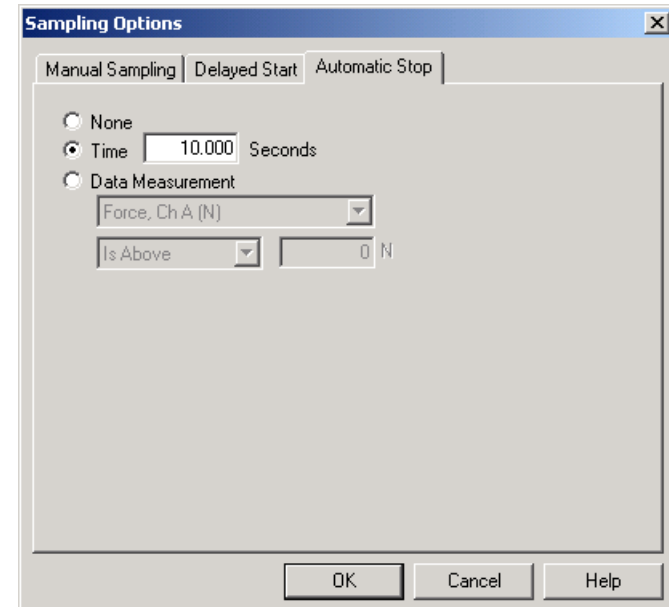 Sampling Options
Manual Sampling Delayed Start Automatic Stop
None
Time 10.000 Seconds
Data Measurement
Force, Ch A (N)
Is Above 0 N
OK Cancel Help